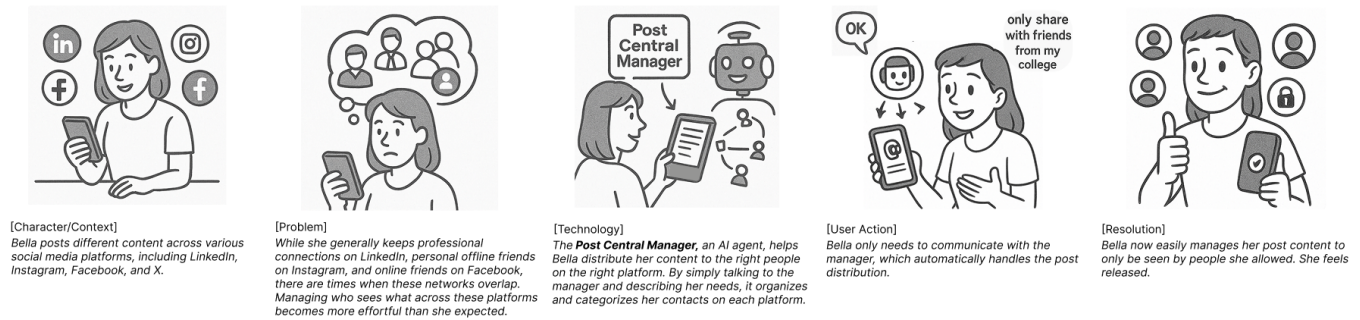 in
f
f
Post
Central
Manager
OK
only share
with friends
from my
college
@
[Character/Context]
Bella posts different content across various
social media platforms, including LinkedIn,
Instagram, Facebook, and X.
[Problem]
While she generally keeps professional
connections on LinkedIn, personal offline friends
on Instagram, and online friends on Facebook,
there are times when these networks overlap.
Managing who sees what across these platforms
becomes more effortful than she expected.
[Technology]
The Post Central Manager, an AI agent, helps
Bella distribute her content to the right people
on the right platform. By simply talking to the
manager and describing her needs, it organizes
and categorizes her contacts on each platform.
[User Action]
Bella only needs to communicate with the
manager, which automatically handles the post
distribution.
[Resolution]
Bella now easily manages her post content to
only be seen by people she allowed. She feels
released.